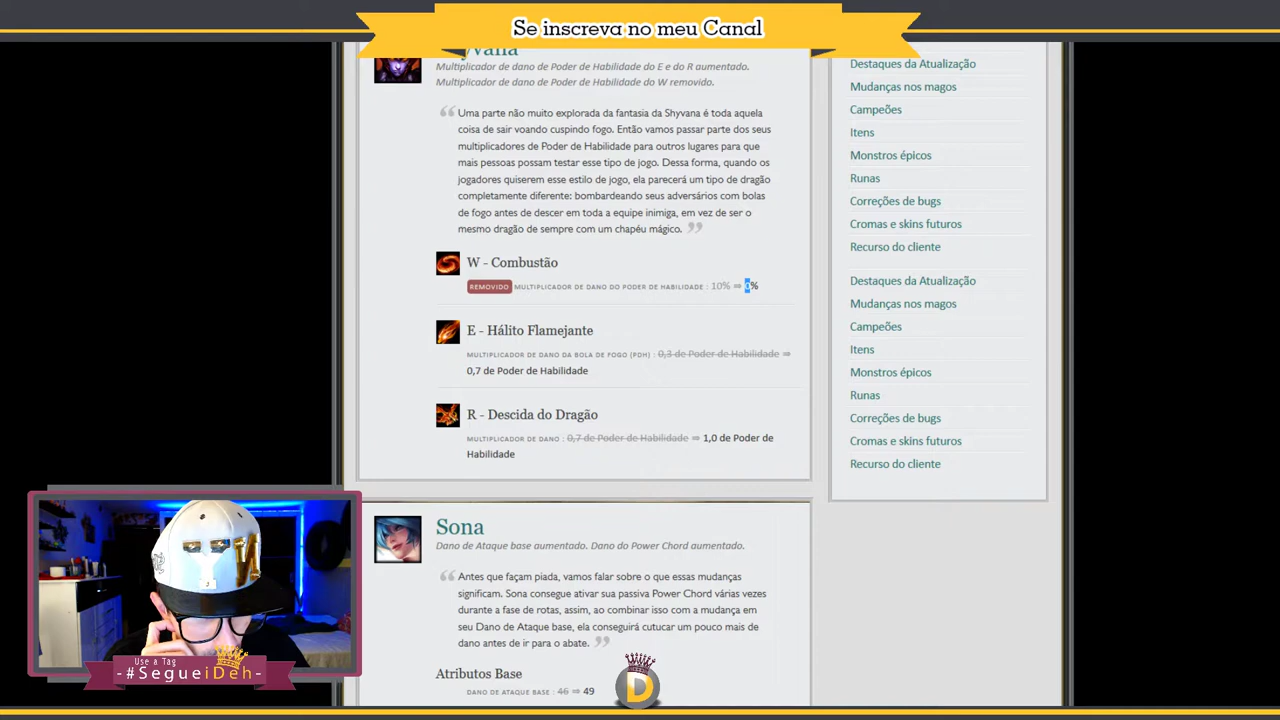 Se inscreva no meu Canal
Multiplicador de dano de Poder de Habilidade do E e do R aumentado.
Multiplicador de dano de Poder de Habilidade do W removido.
Uma parte não muito explorada da fantasia da Shyvana é toda aquela
coisa de sair voando cuspindo fogo. Então vamos passar parte dos seus
multiplicadores de Poder de Habilidade para outros lugares para que
mais pessoas possam testar esse tipo de jogo. Dessa forma, quando os
jogadores quiserem esse estilo de jogo, ela parecerá um tipo de dragão
completamente diferente: bombardeando seus adversários com bolas
de fogo antes de descer em toda a equipe inimiga, em vez de ser o
mesmo dragão de sempre com um chapéu mágico.
W - Combustão
REMOVIDO MULTIPLICADOR DE DANO DO PODER DE HABILIDADE : 10% ⇒ 0%
E - Hálito Flamejante
MULTIPLICADOR DE DANO DA BOLA DE FOGO (PDH) : 0,3 de Poder de Habilidade ⇒
0,7 de Poder de Habilidade
R - Descida do Dragão
MULTIPLICADOR DE DANO : 0,7 de Poder de Habilidade ⇒ 1,0 de Poder de
Habilidade
Sona
Dano de Ataque base aumentado. Dano do Power Chord aumentado.
Antes que façam piada, vamos falar sobre o que essas mudanças
significam. Sona consegue ativar sua passiva Power Chord várias vezes
durante a fase de rotas, assim, ao combinar isso com a mudança em
seu Dano de Ataque base, ela conseguirá cutucar um pouco mais de
dano antes de ir para o abate.
Atributos Base
DANO DE ATAQUE BASE : 46 ⇒ 49
Destaques da Atualização
Mudanças nos magos
Campeões
Itens
Monstros épicos
Runas
Correções de bugs
Cromas e skins futuros
Recurso do cliente
Destaques da Atualização
Mudanças nos magos
Campeões
Itens
Monstros épicos
Runas
Correções de bugs
Cromas e skins futuros
Recurso do cliente
Use a Tag
-#SegueiDeh-
D